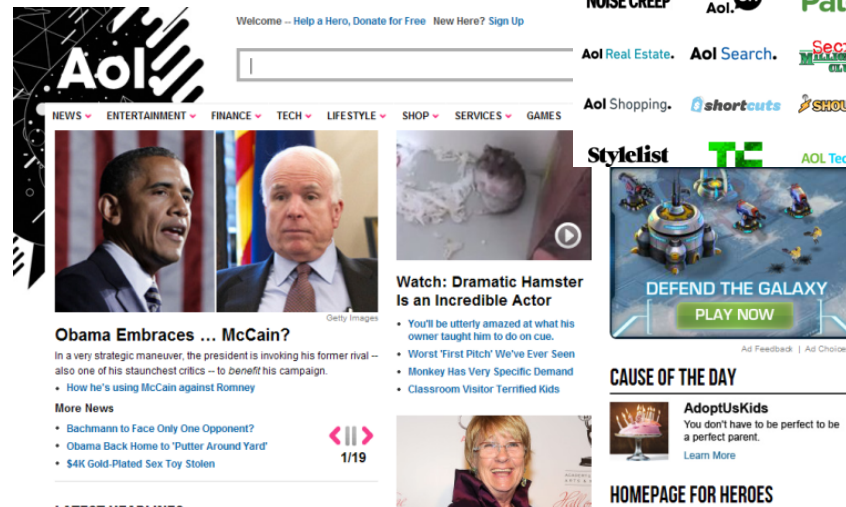 Welcome -- Help a Hero, Donate for Free New Here? Sign Up
Aol.
NEWS ENTERTAINMENT FINANCE TECH LIFESTYLE SHOP SERVICES GAMES
Getty Images
Obama Embraces ... McCain?
In a very strategic maneuver, the president is invoking his former rival --
also one of his staunchest critics -- to benefit his campaign.
• How he's using McCain against Romney
More News
• Bachmann to Face Only One Opponent?
• Obama Back Home to 'Putter Around Yard'
• $4K Gold-Plated Sex Toy Stolen
1/19
Watch: Dramatic Hamster
Is an Incredible Actor
• You'll be utterly amazed at what his
owner taught him to do on cue.
• Worst 'First Pitch' We've Ever Seen
• Monkey Has Very Specific Demand
• Classroom Visitor Terrified Kids
NOISE CREEP Aol.
Aol Real Estate. Aol Search.
Aol Shopping. shortcuts
Stylelist TC AOL
DEFEND THE GALAXY
PLAY NOW
Ad Feedback | Ad Choice
CAUSE OF THE DAY
AdoptUsKids
You don't have to be perfect to be
a perfect parent.
Learn More
HOMEPAGE FOR HEROES